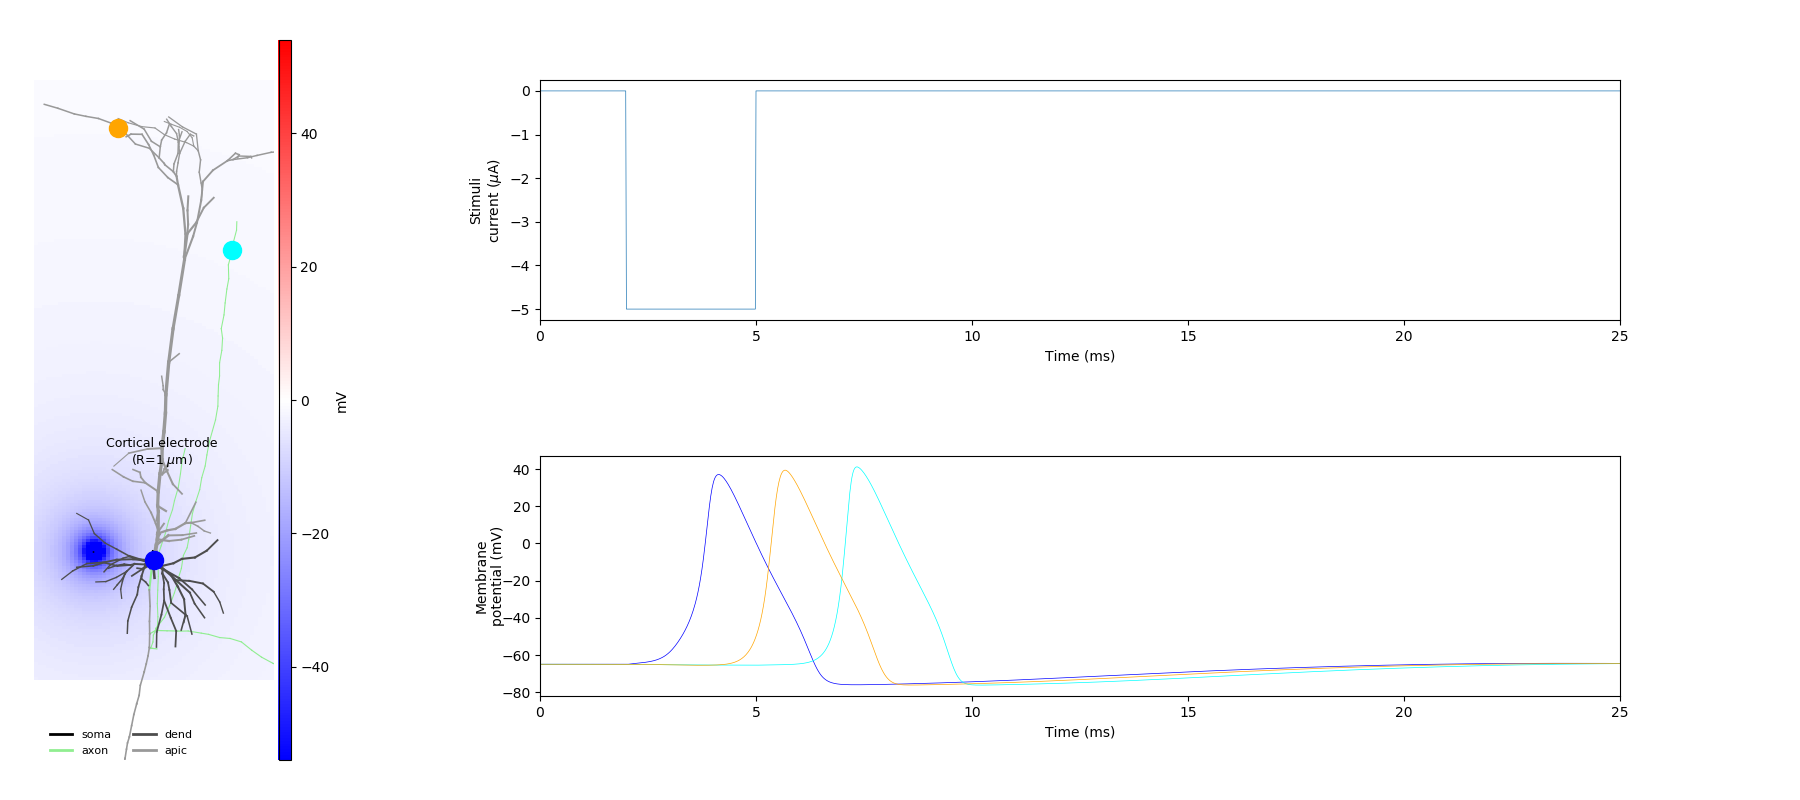 Cortical electrode
(R=1 μm)
soma
dend
axon
apic
40
20
0
−20
−40
mV
0
−1
−2
−3
−4
−5
Stimuli
current (μA)
0 5 10 15 20 25
Time (ms)
40
20
0
−20
−40
−60
−80
Membrane
potential (mV)
0 5 10 15 20 25
Time (ms)